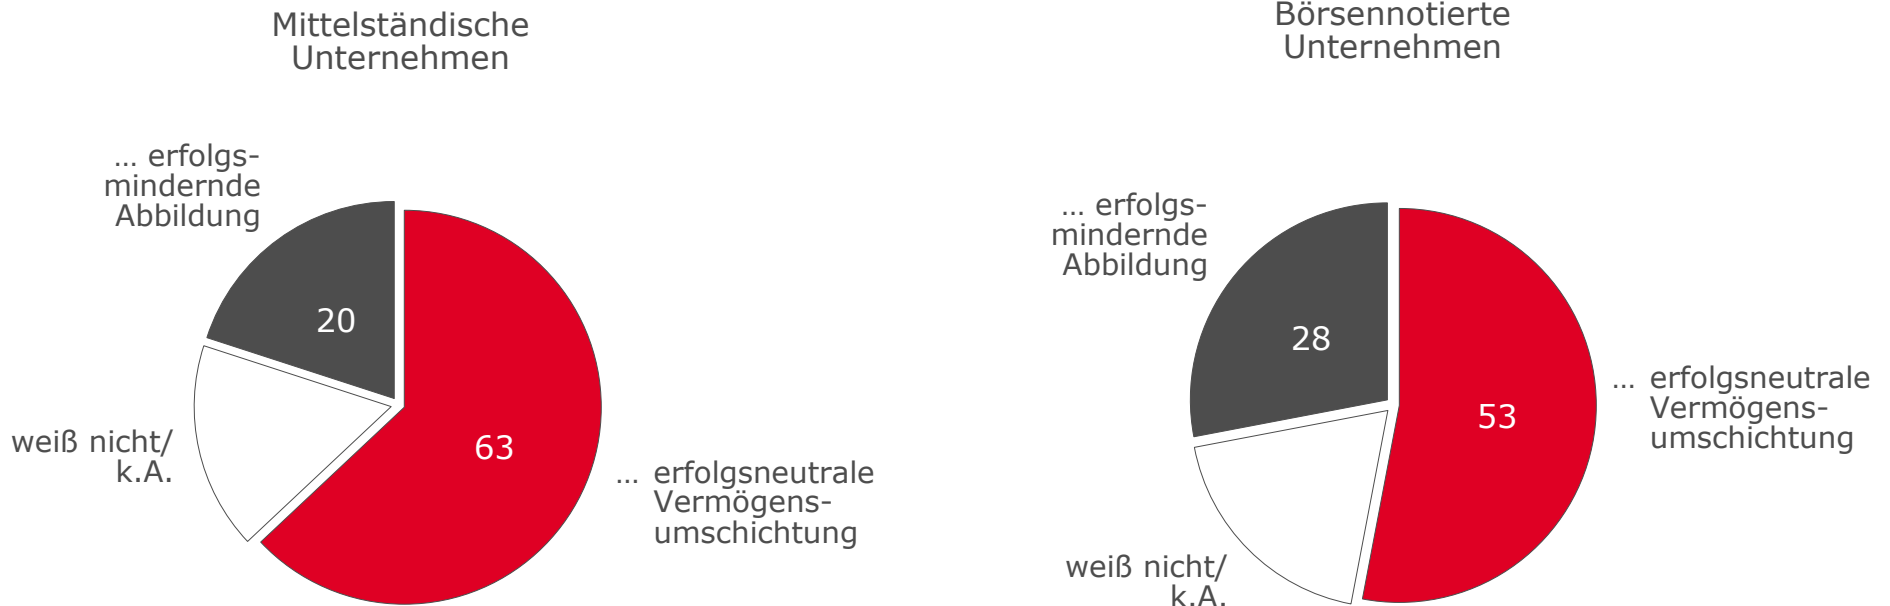 Mittelständische
Unternehmen
... erfolgs-
mindernde
Abbildung
20
weiß nicht/
k.A.
63
... erfolgsneutrale
Vermögens-
umschichtung
Börsennotierte
Unternehmen
... erfolgs-
mindernde
Abbildung
28
53
... erfolgsneutrale
Vermögens-
umschichtung
weiß nicht/
k.A.